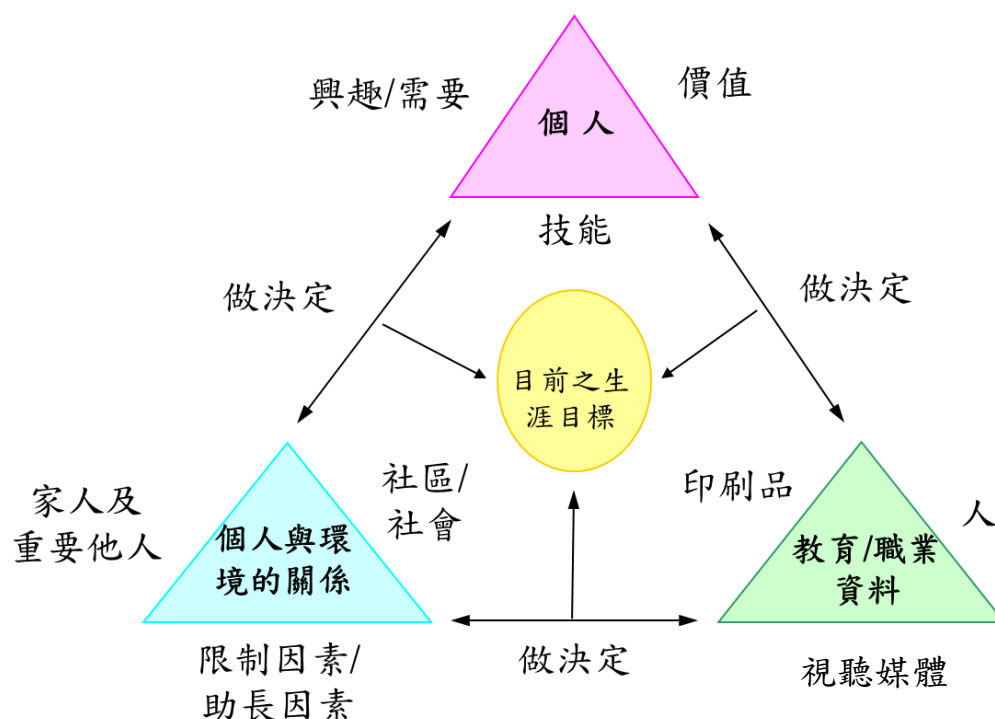 興趣/需要
價值
個人
技能
做決定
做決定
目前之生
涯目標
家人及
重要他人
社區/
社會
個人與環
境的關係
限制因素/
助長因素
做決定
印刷品
人
教育/職業
資料
視聽媒體